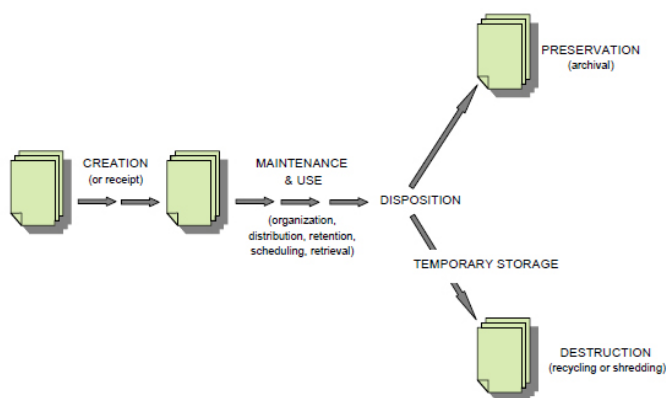 PRESERVATION
(archival)
CREATION
(or receipt)
MAINTENANCE
& USE
(organization,
distribution, retention,
scheduling, retrieval)
DISPOSITION
TEMPORARY STORAGE
DESTRUCTION
(recycling or shredding)